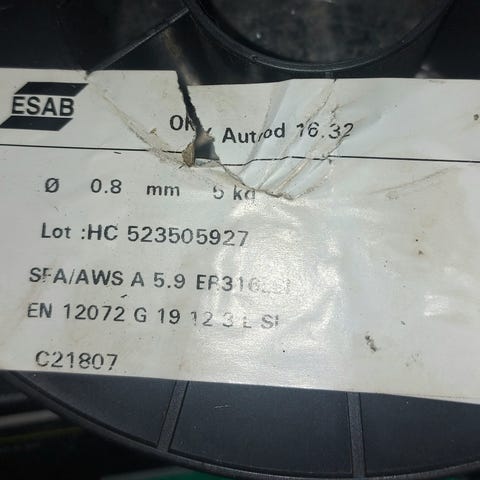 ESAB
OK Autrod 16.32
Ø 0.8 mm 5 kg
Lot :HC 523505927
SFA/AWS A 5.9
EN 12072 G 19 12 3 L Si
C21807